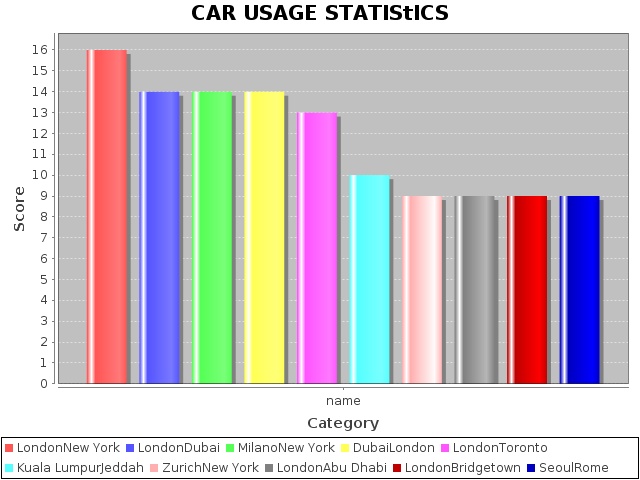 CAR USAGE STATIStICS
16
15
14
13
12
11
10
9
8
7
6
5
4
3
2
1
0
Score
name
Category
LondonNew York LondonDubai MilanoNew York DubaiLondon LondonToronto
Kuala LumpurJeddah ZurichNew York LondonAbu Dhabi LondonBridgetown SeoulRome